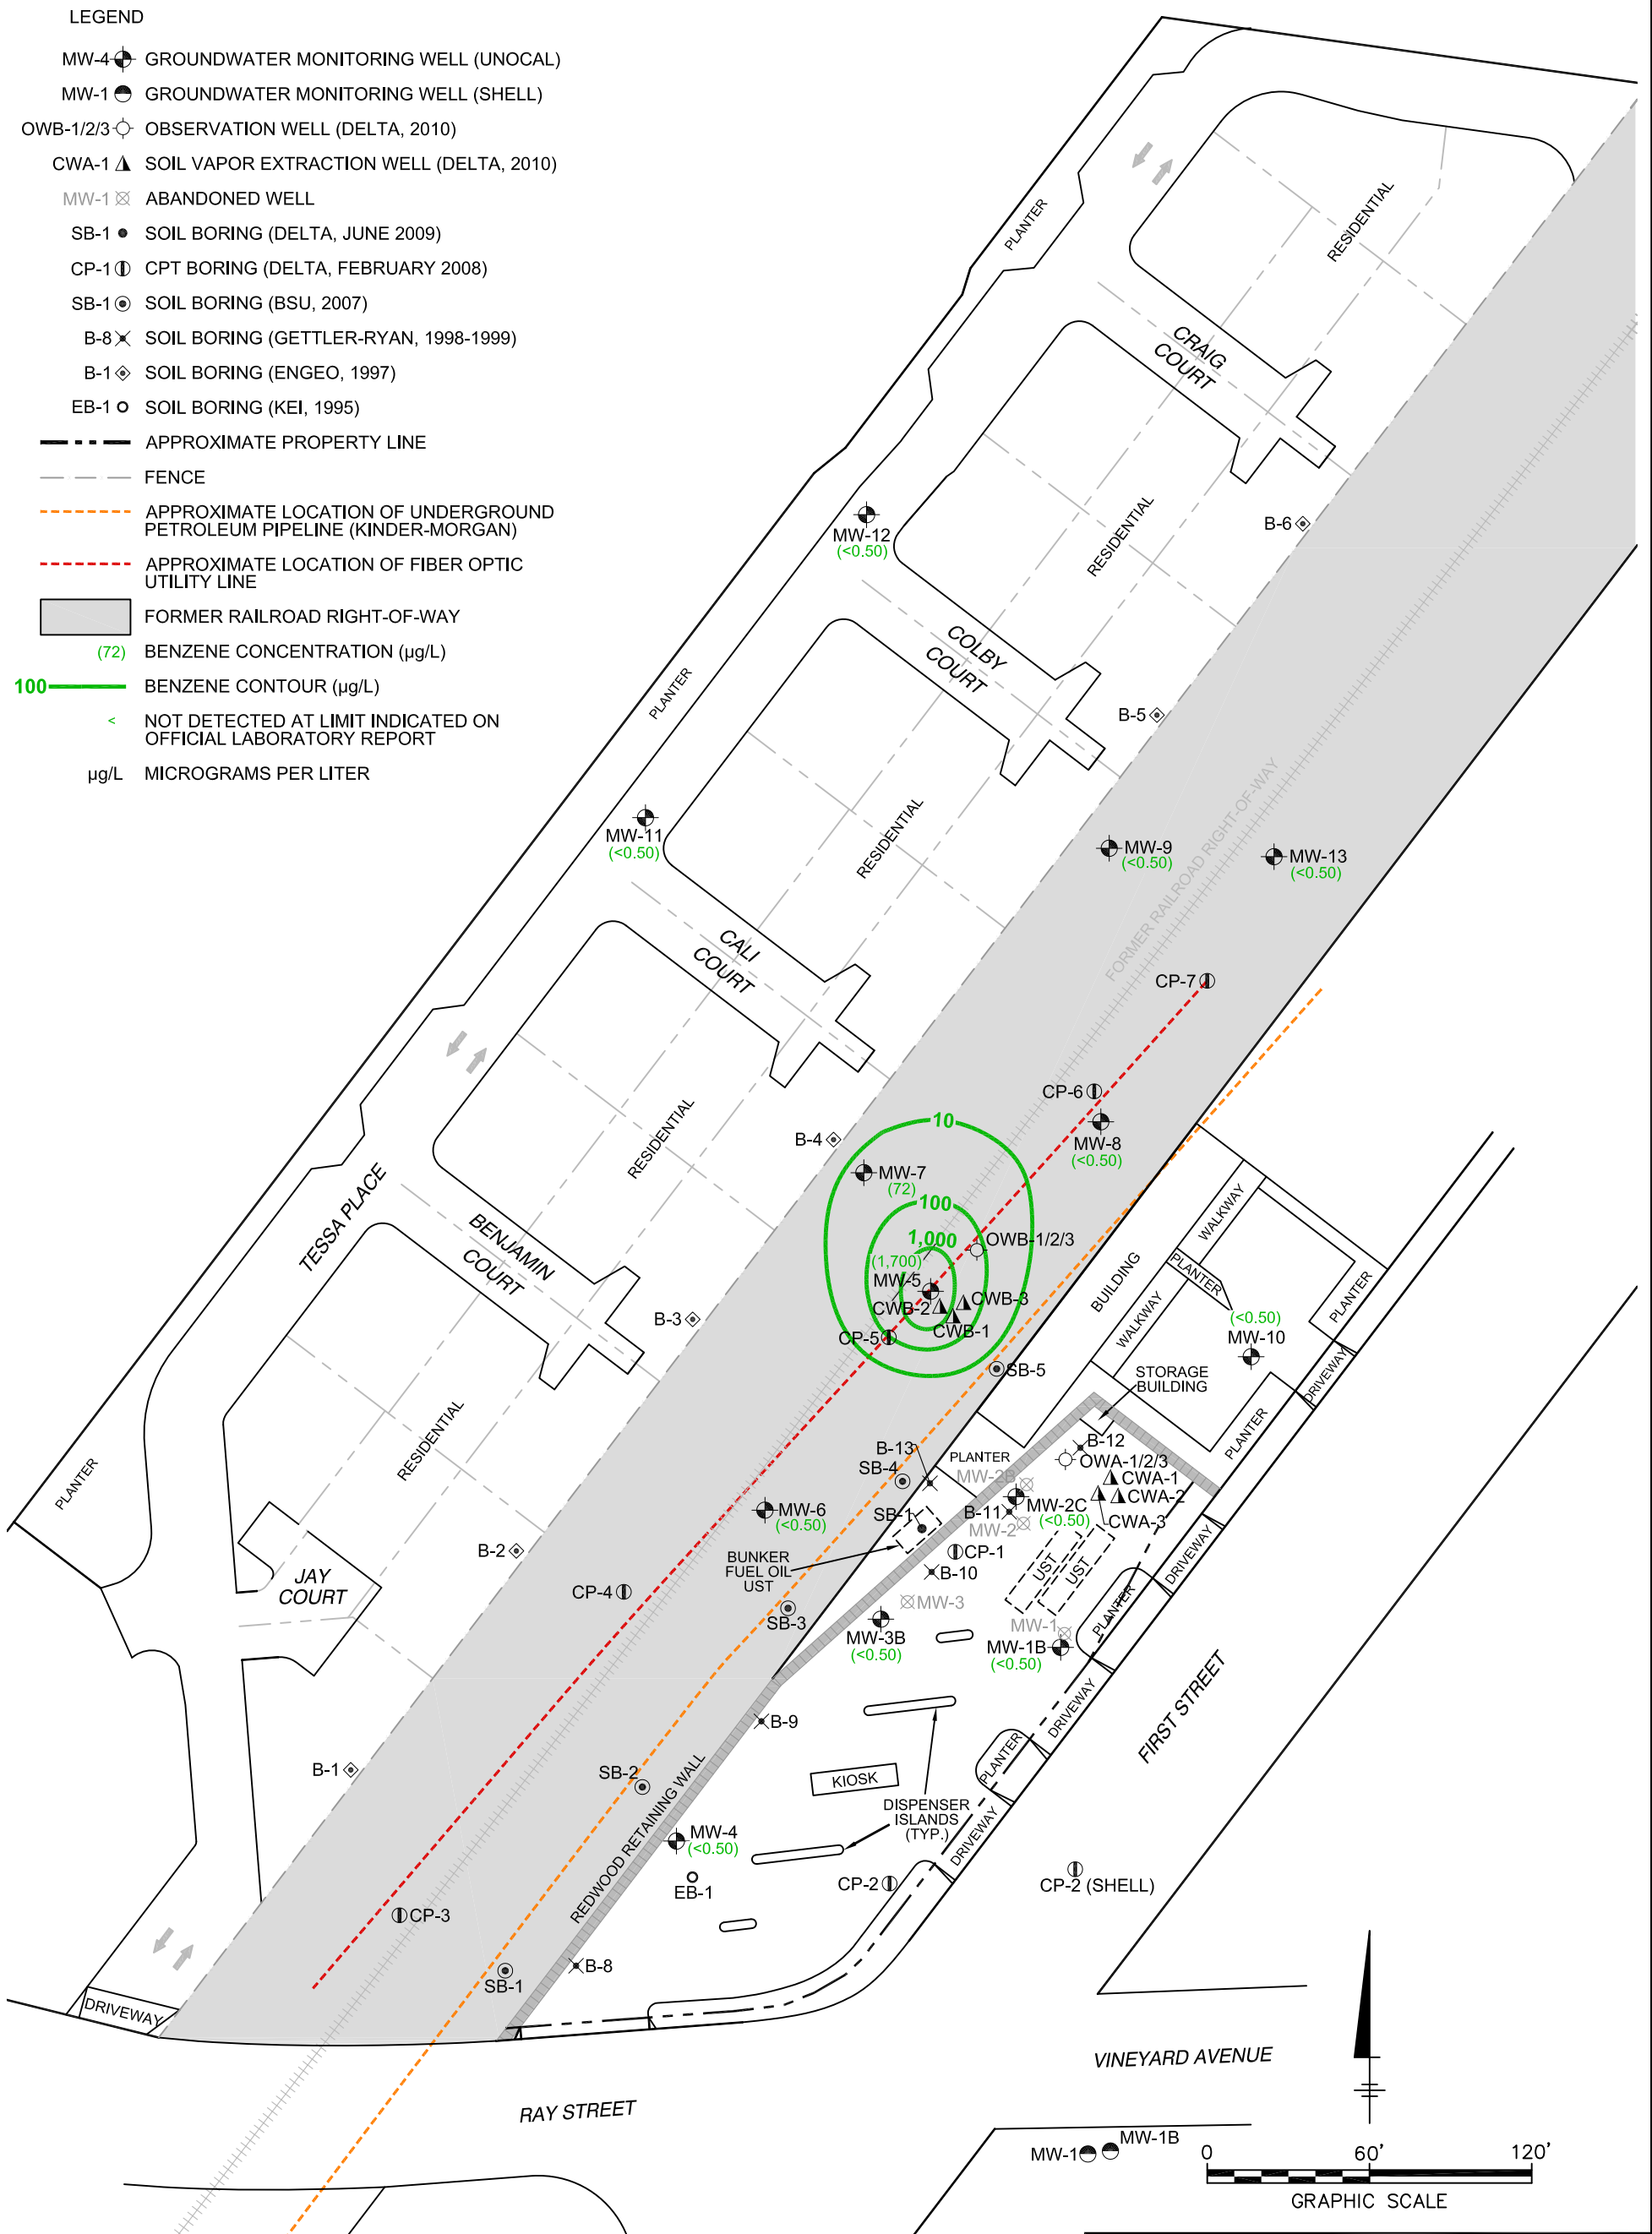 LEGEND
MW-4 GROUNDWATER MONITORING WELL (UNOCAL)
MW-1 GROUNDWATER MONITORING WELL (SHELL)
OWB-1/2/3 OBSERVATION WELL (DELTA, 2010)
CWA-1 SOIL VAPOR EXTRACTION WELL (DELTA, 2010)
MW-1 ABANDONED WELL
SB-1 SOIL BORING (DELTA, JUNE 2009)
CP-1 CPT BORING (DELTA, FEBRUARY 2008)
SB-1 SOIL BORING (BSU, 2007)
B-8 SOIL BORING (GETTLER-RYAN, 1998-1999)
B-1 SOIL BORING (ENGEO, 1997)
EB-1 SOIL BORING (KEI, 1995)
APPROXIMATE PROPERTY LINE
FENCE
APPROXIMATE LOCATION OF UNDERGROUND
PETROLEUM PIPELINE (KINDER-MORGAN)
APPROXIMATE LOCATION OF FIBER OPTIC
UTILITY LINE
FORMER RAILROAD RIGHT-OF-WAY
(72) BENZENE CONCENTRATION (µg/L)
100 BENZENE CONTOUR (µg/L)
< NOT DETECTED AT LIMIT INDICATED ON
OFFICIAL LABORATORY REPORT
µg/L MICROGRAMS PER LITER
PLANTER
RESIDENTIAL
CRAIG
COURT
MW-12
(<0.50)
RESIDENTIAL
B-6
COLBY
COURT
PLANTER
B-5
MW-11
(<0.50)
RESIDENTIAL
MW-9
(<0.50)
MW-13
(<0.50)
FORMER RAILROAD RIGHT-OF-WAY
CALI
COURT
CP-7
CP-6
MW-8
(<0.50)
RESIDENTIAL
B-4
10
MW-7
(72)
100
1,000
(1,700)
OWB-1/2/3
MW-5
CWB-2
CWB-3
CWB-1
CP-5
SB-5
TESSA PLACE
BENJAMIN
COURT
B-3
WALKWAY
BUILDING
PLANTER
WALKWAY
PLANTER
(<0.50)
MW-10
DRIVEWAY
STORAGE
BUILDING
PLANTER
RESIDENTIAL
PLANTER
B-13
PLANTER
SB-4
B-12
OWA-1/2/3
CWA-1
CWA-2
CWA-3
MW-2B
MW-2C
(<0.50)
B-11
MW-2
MW-6
(<0.50)
SB-1
BUNKER
FUEL OIL
UST
CP-1
B-10
UST
UST
DRIVEWAY
PLANTER
B-2
JAY
COURT
CP-4
SB-3
MW-3
MW-3B
(<0.50)
MW-1
MW-1B
(<0.50)
FIRST STREET
DRIVEWAY
B-9
PLANTER
B-1
SB-2
REDWOOD RETAINING WALL
KIOSK
DISPENSER
ISLANDS
(TYP.)
DRIVEWAY
MW-4
(<0.50)
EB-1
CP-2
CP-2 (SHELL)
CP-3
B-8
SB-1
DRIVEWAY
VINEYARD AVENUE
RAY STREET
MW-1
MW-1B
0 60' 120'
GRAPHIC SCALE